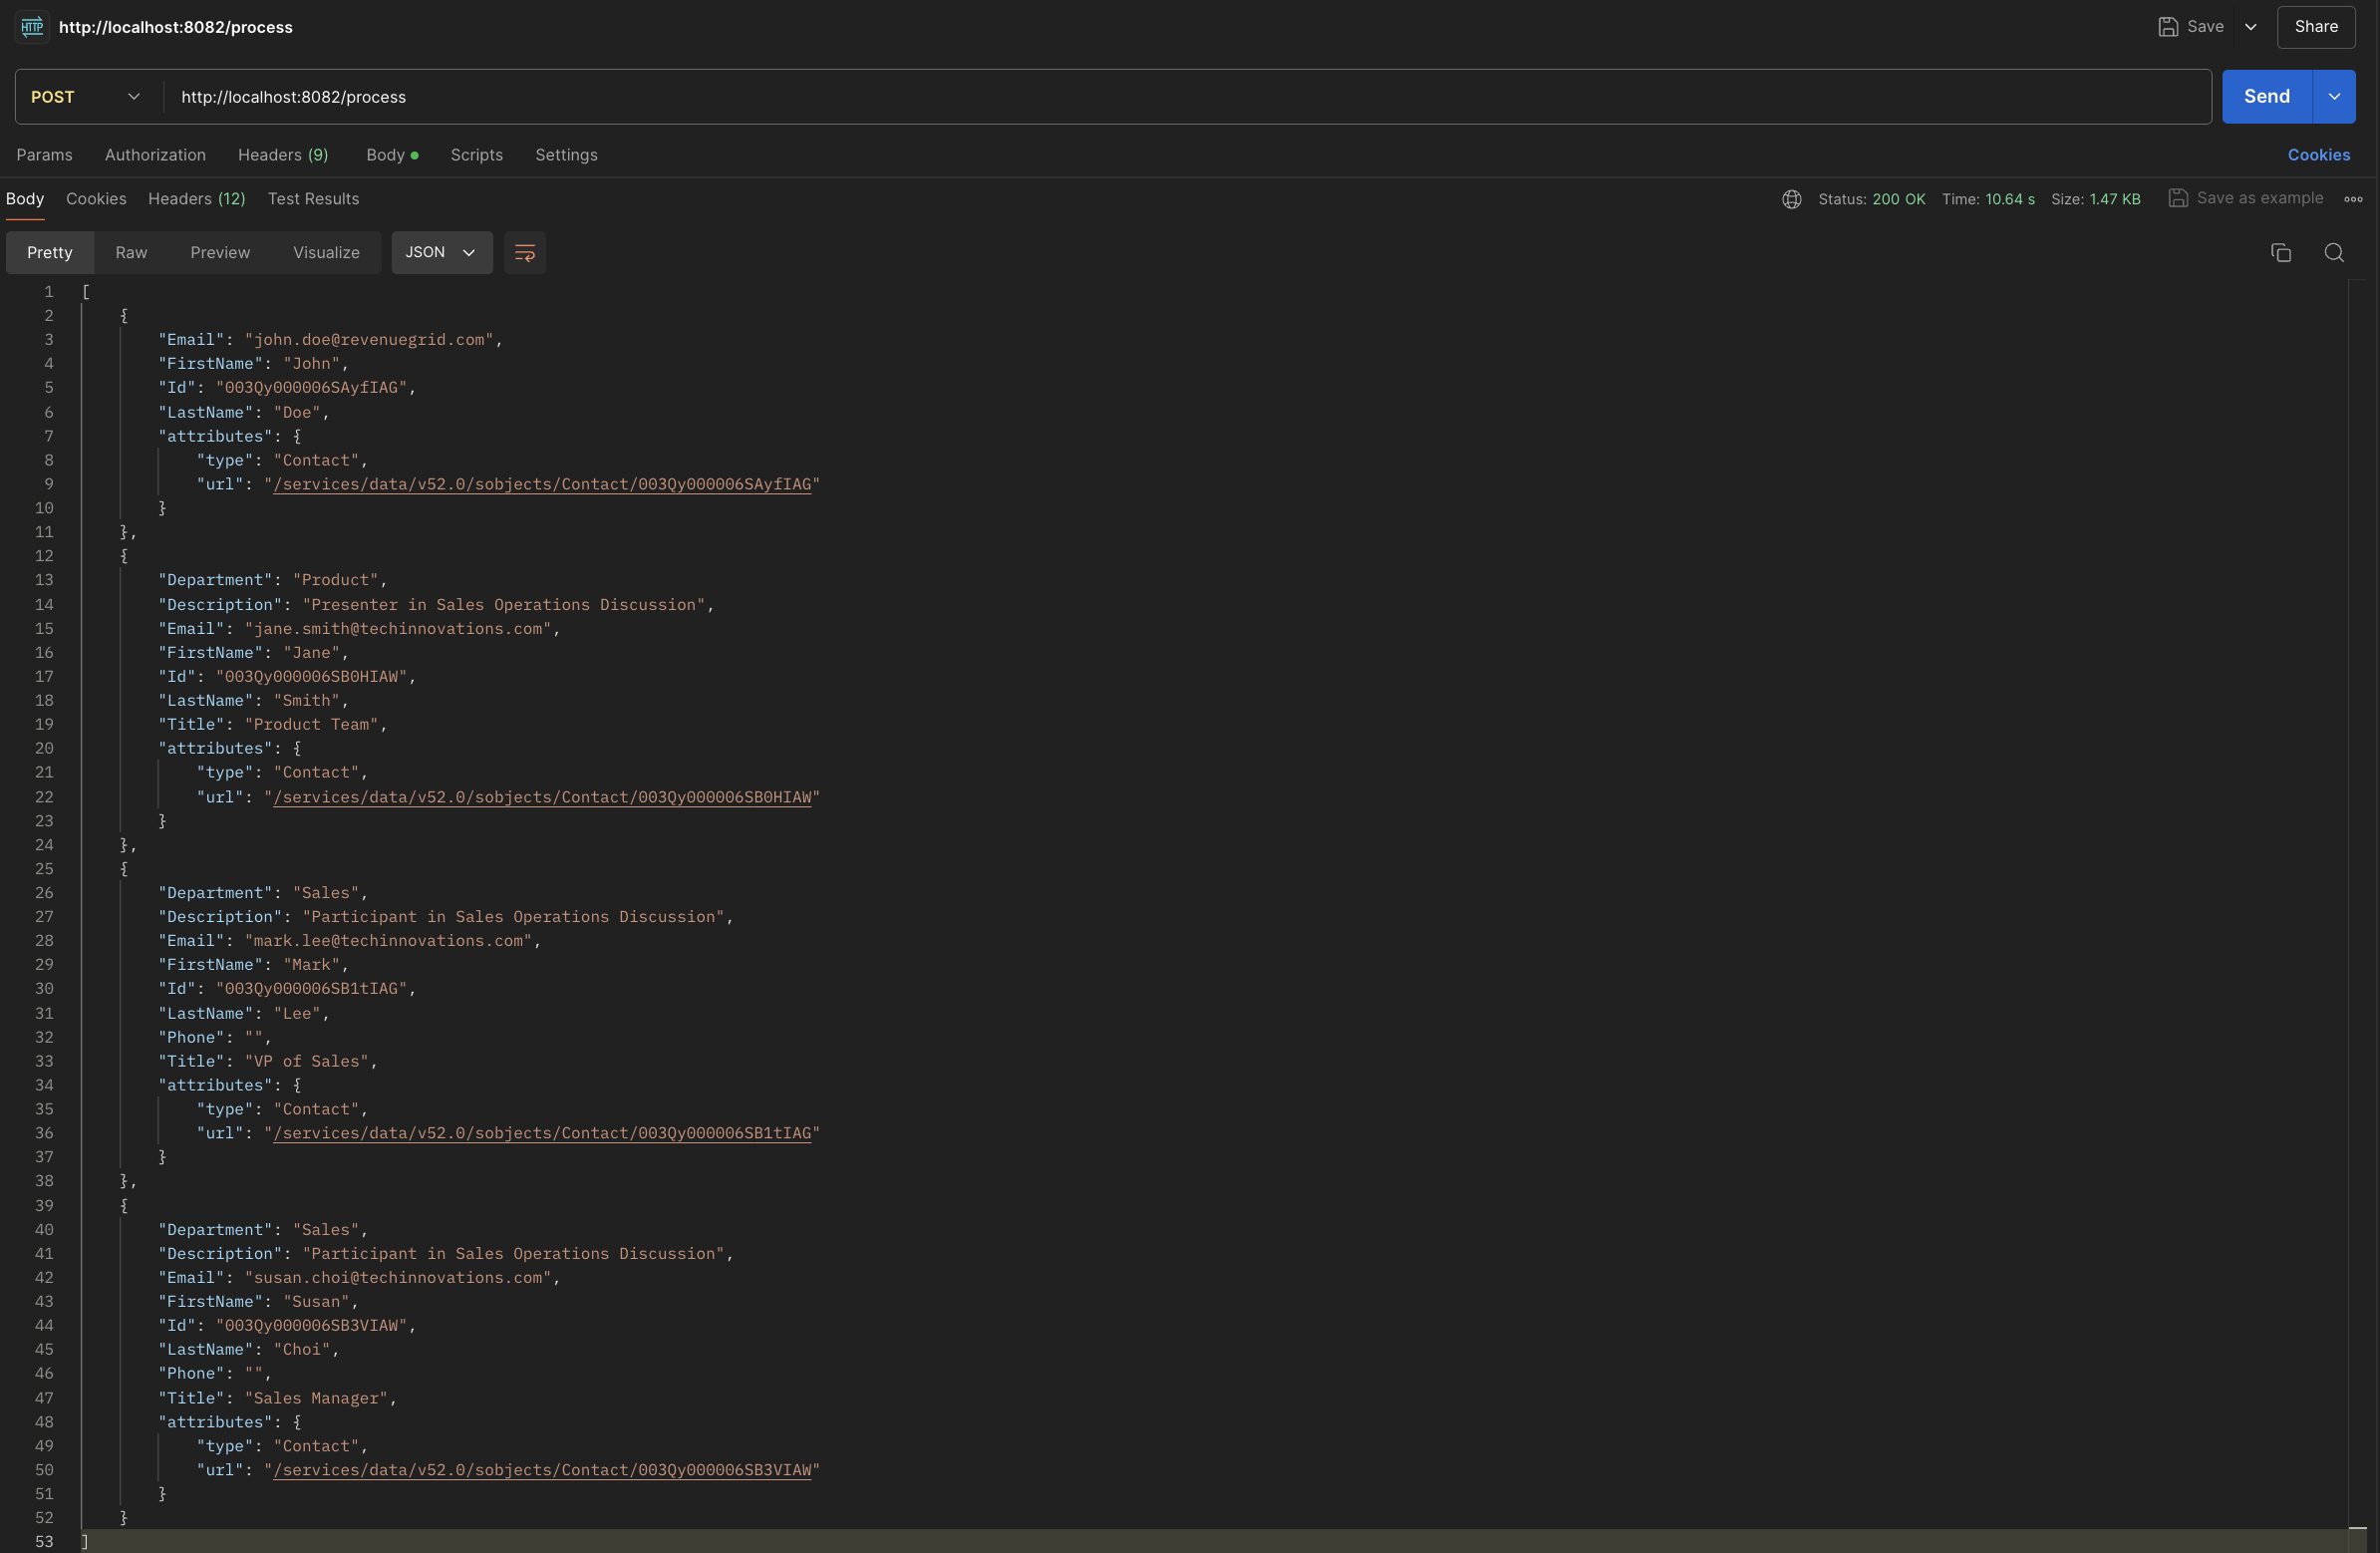 HTTP http://localhost:8082/process Save Share
POST http://localhost:8082/process Send
Params Authorization Headers (9) Body Scripts Settings Cookies
Body Cookies Headers (12) Test Results Status: 200 OK Time: 10.64 s Size: 1.47 KB Save as example
Pretty Raw Preview Visualize JSON
1 [
2 {
3 "Email": "john.doe@revenuegrid.com",
4 "FirstName": "John",
5 "Id": "003Qy000006SAyfIAG",
6 "LastName": "Doe",
7 "attributes": {
8 "type": "Contact",
9 "url": "/services/data/v52.0/sobjects/Contact/003Qy000006SAyfIAG"
10 }
11 },
12 {
13 "Department": "Product",
14 "Description": "Presenter in Sales Operations Discussion",
15 "Email": "jane.smith@techinnovations.com",
16 "FirstName": "Jane",
17 "Id": "003Qy000006SB0HIAW",
18 "LastName": "Smith",
19 "Title": "Product Team",
20 "attributes": {
21 "type": "Contact",
22 "url": "/services/data/v52.0/sobjects/Contact/003Qy000006SB0HIAW"
23 }
24 },
25 {
26 "Department": "Sales",
27 "Description": "Participant in Sales Operations Discussion",
28 "Email": "mark.lee@techinnovations.com",
29 "FirstName": "Mark",
30 "Id": "003Qy000006SB1tIAG",
31 "LastName": "Lee",
32 "Phone": "",
33 "Title": "VP of Sales",
34 "attributes": {
35 "type": "Contact",
36 "url": "/services/data/v52.0/sobjects/Contact/003Qy000006SB1tIAG"
37 }
38 },
39 {
40 "Department": "Sales",
41 "Description": "Participant in Sales Operations Discussion",
42 "Email": "susan.choi@techinnovations.com",
43 "FirstName": "Susan",
44 "Id": "003Qy000006SB3VIAW",
45 "LastName": "Choi",
46 "Phone": "",
47 "Title": "Sales Manager",
48 "attributes": {
49 "type": "Contact",
50 "url": "/services/data/v52.0/sobjects/Contact/003Qy000006SB3VIAW"
51 }
52 }
53 ]